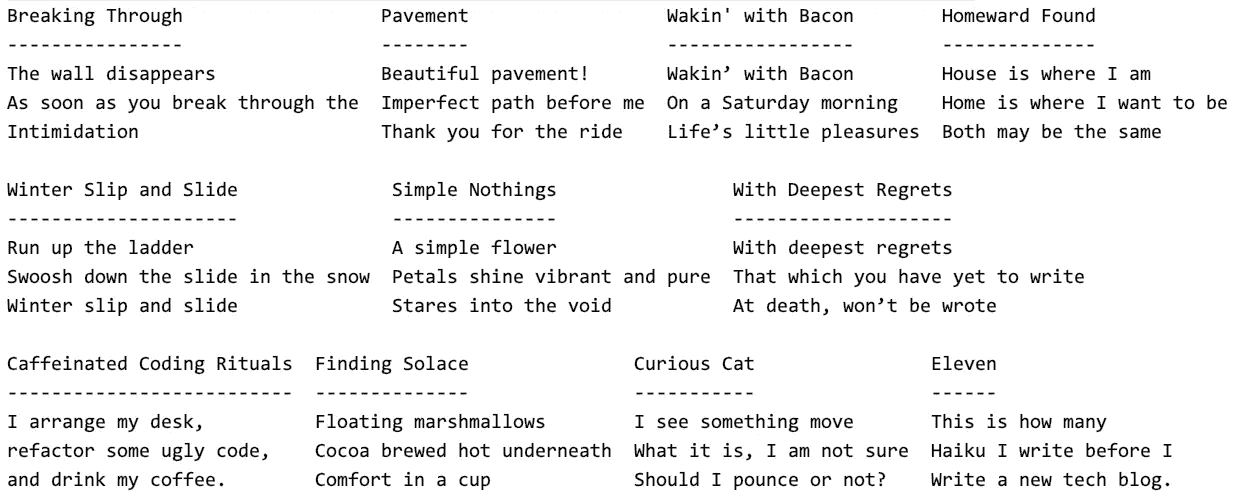 Breaking Through
----------------
The wall disappears
As soon as you break through the
Intimidation
Pavement
--------
Beautiful pavement!
Imperfect path before me
Thank you for the ride
Wakin' with Bacon
-----------------
Wakin’ with Bacon
On a Saturday morning
Life’s little pleasures
Homeward Found
--------------
House is where I am
Home is where I want to be
Both may be the same
Winter Slip and Slide
---------------------
Run up the ladder
Swoosh down the slide in the snow
Winter slip and slide
Simple Nothings
---------------
A simple flower
Petals shine vibrant and pure
Stares into the void
With Deepest Regrets
--------------------
With deepest regrets
That which you have yet to write
At death, won’t be wrote
Caffeinated Coding Rituals
--------------------------
I arrange my desk,
refactor some ugly code,
and drink my coffee.
Finding Solace
--------------
Floating marshmallows
Cocoa brewed hot underneath
Comfort in a cup
Curious Cat
-----------
I see something move
What it is, I am not sure
Should I pounce or not?
Eleven
------
This is how many
Haiku I write before I
Write a new tech blog.